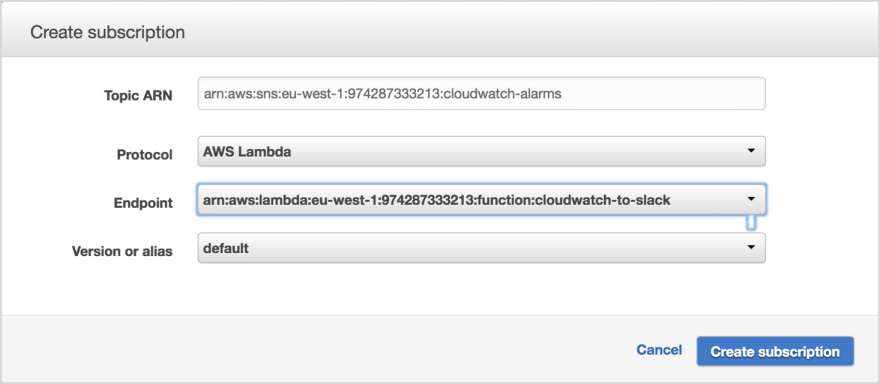 Create subscription
Topic ARN arn:aws:sns:eu-west-1:974287333213:cloudwatch-alarms
Protocol AWS Lambda
Endpoint arn:aws:lambda:eu-west-1:974287333213:function:cloudwatch-to-slack
Version or alias default
Cancel Create subscription